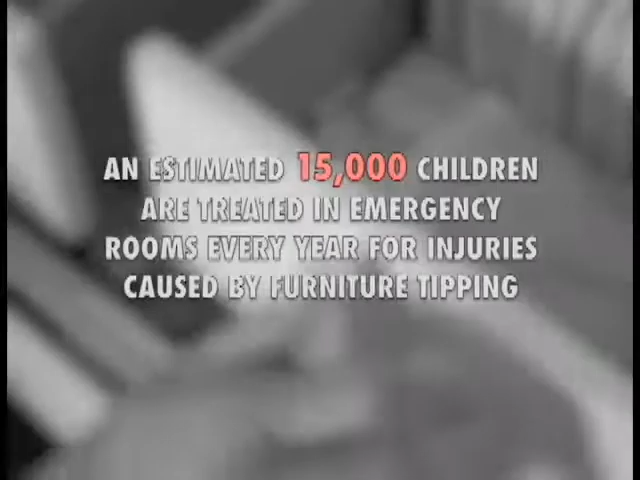 AN ESTIMATED 15,000 CHILDREN
ARE TREATED IN EMERGENCY
ROOMS EVERY YEAR FOR INJURIES
CAUSED BY FURNITURE TIPPING